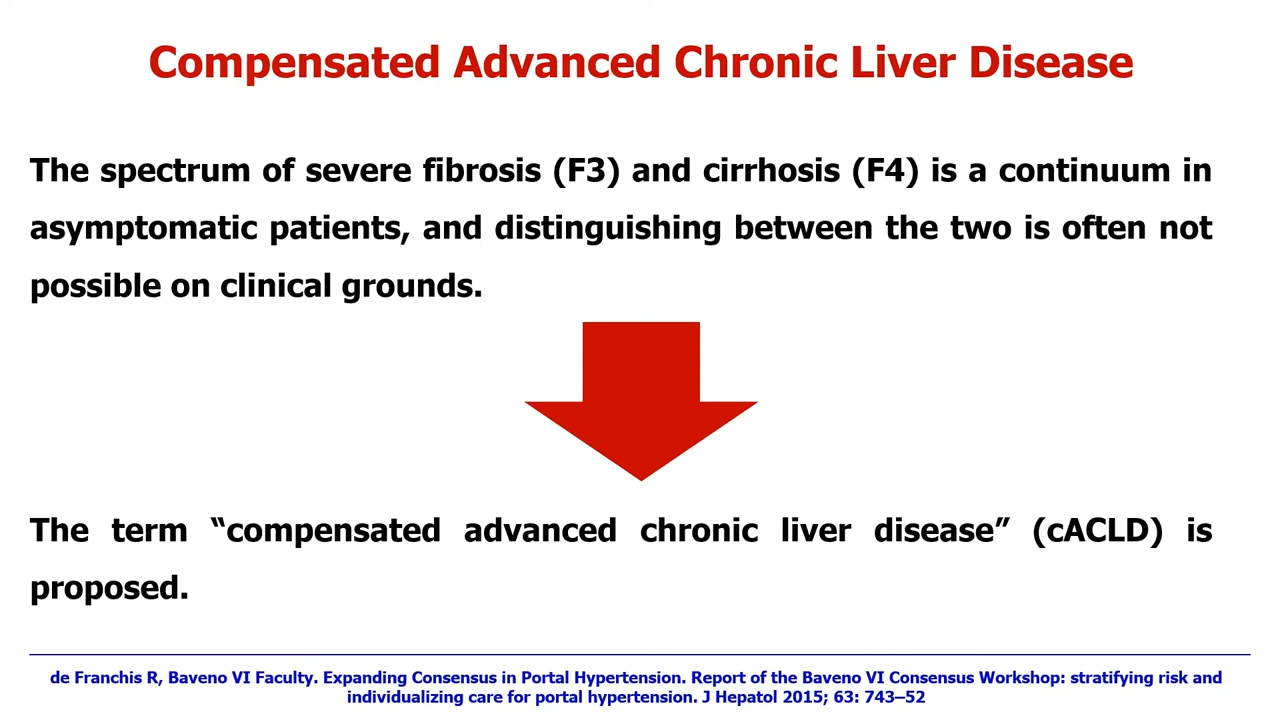 Compensated Advanced Chronic Liver Disease
The spectrum of severe fibrosis (F3) and cirrhosis (F4) is a continuum in
asymptomatic patients, and distinguishing between the two is often not
possible on clinical grounds.
The term “compensated advanced chronic liver disease” (cACLD) is
proposed.
de Franchis R, Baveno VI Faculty. Expanding Consensus in Portal Hypertension. Report of the Baveno VI Consensus Workshop: stratifying risk and
individualizing care for portal hypertension. J Hepatol 2015; 63: 743–52